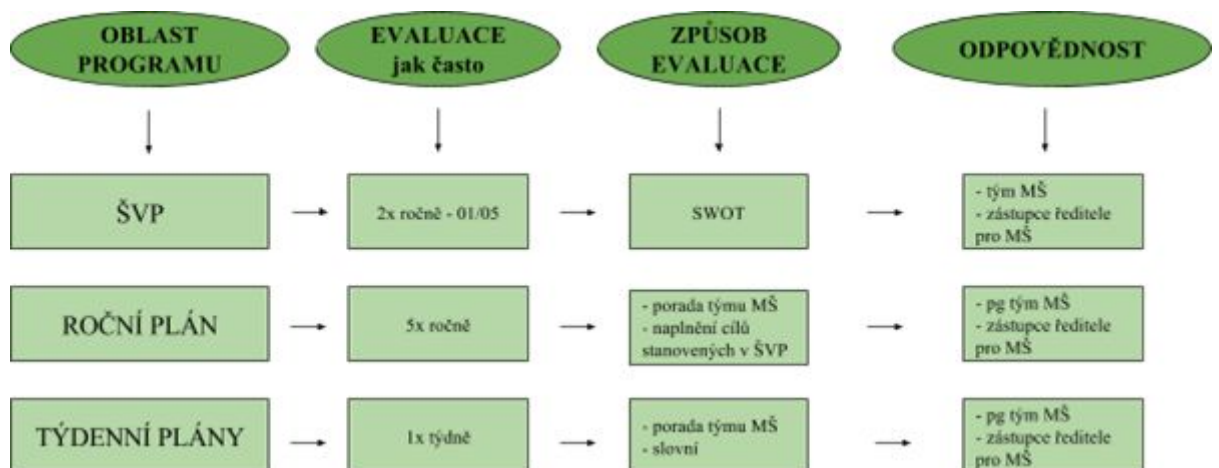 OBLAST
PROGRAMU
EVALUACE
jak často
ZPŮSOB
EVALUACE
ODPOVĚDNOST
ŠVP
2x ročně - 01/05
SWOT
- tým MŠ
- zástupce ředitele
pro MŠ
ROČNÍ PLÁN
5x ročně
- porada týmu MŠ
- naplnění cílů
stanovených v ŠVP
- pg tým MŠ
- zástupce ředitele
pro MŠ
TÝDENNÍ PLÁNY
1x týdně
- porada týmu MŠ
- slovní
- pg tým MŠ
- zástupce ředitele
pro MŠ